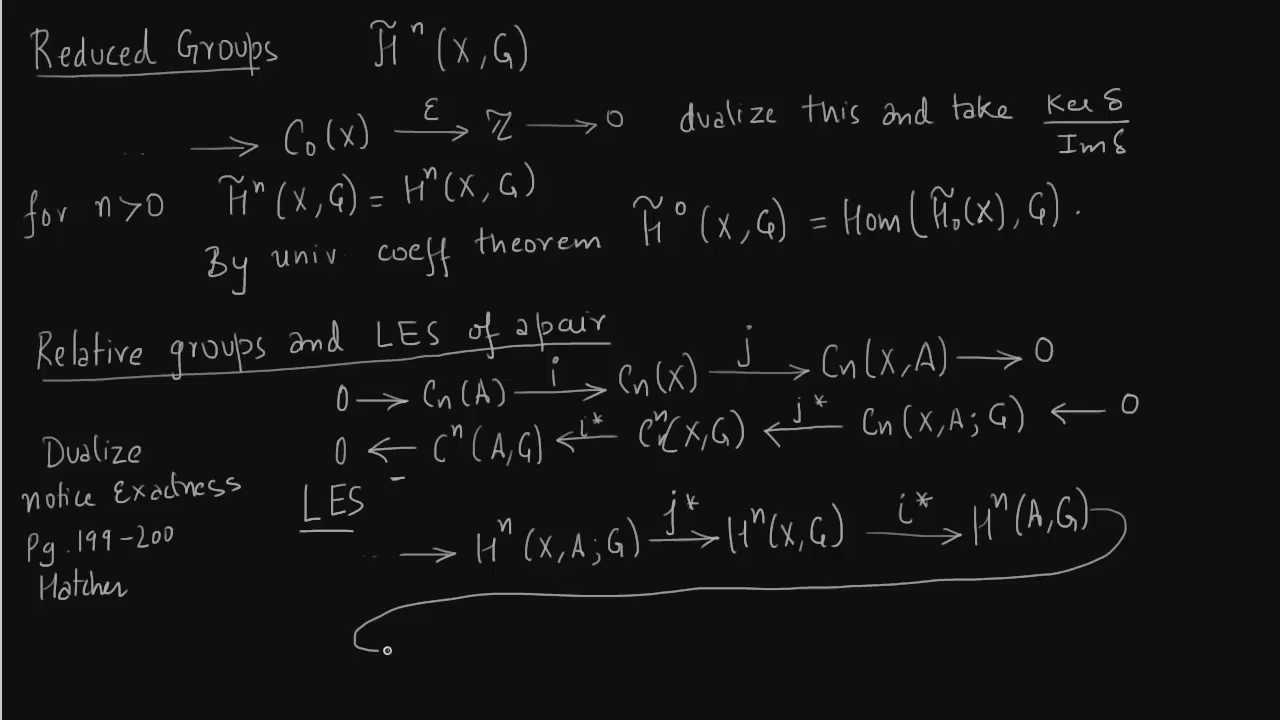 Reduced Groups H̃ⁿ(X,G)
... → C₀(X) —ε→ ℤ → 0 dualize this and take Ker δ / Im δ
for n>0 H̃ⁿ(X,G) = Hⁿ(X,G)
By univ coeff theorem H̃⁰(X,G) = Hom(H̃₀(X),G).
Relative groups and LES of a pair
0 → Cn(A) —i→ Cn(X) —j→ Cn(X,A) → 0
0 ← Cⁿ(A,G) ←i*— Cⁿ(X,G) ←j*— Cn(X,A;G) ← 0
Dualize
notice Exactness
Pg. 199-200
Hatcher
LES
... → Hⁿ(X,A;G) —j*→ Hⁿ(X,G) —i*→ Hⁿ(A,G)